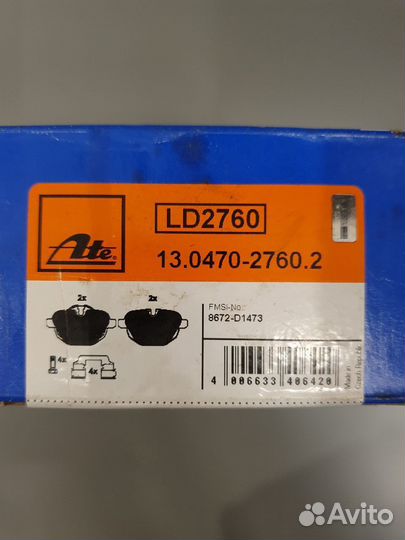 LD2760
Ate
13.0470-2760.2
2x
2x
FMSI-No.:
8672-D1473
4x
4x
4 006633 406420
Made in
Czech Republic
Avito